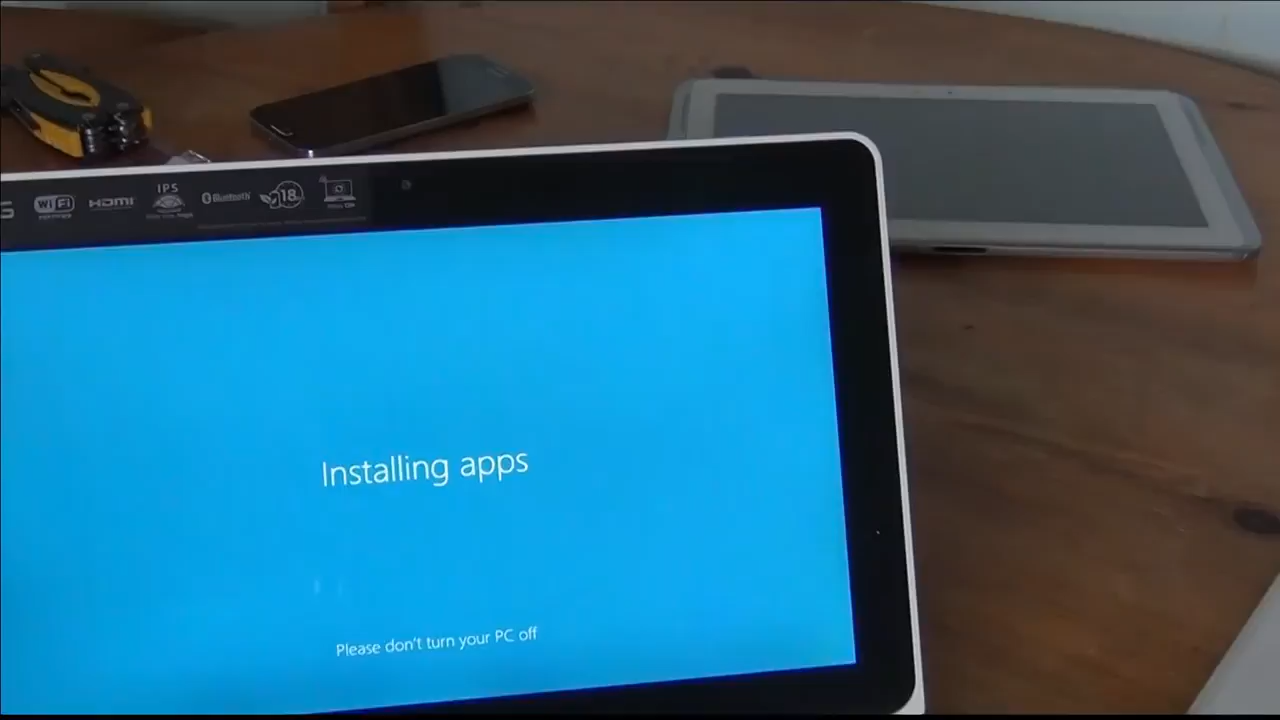 IPS
S WiFi HDMI Bluetooth 18
Installing apps
Please don't turn your PC off